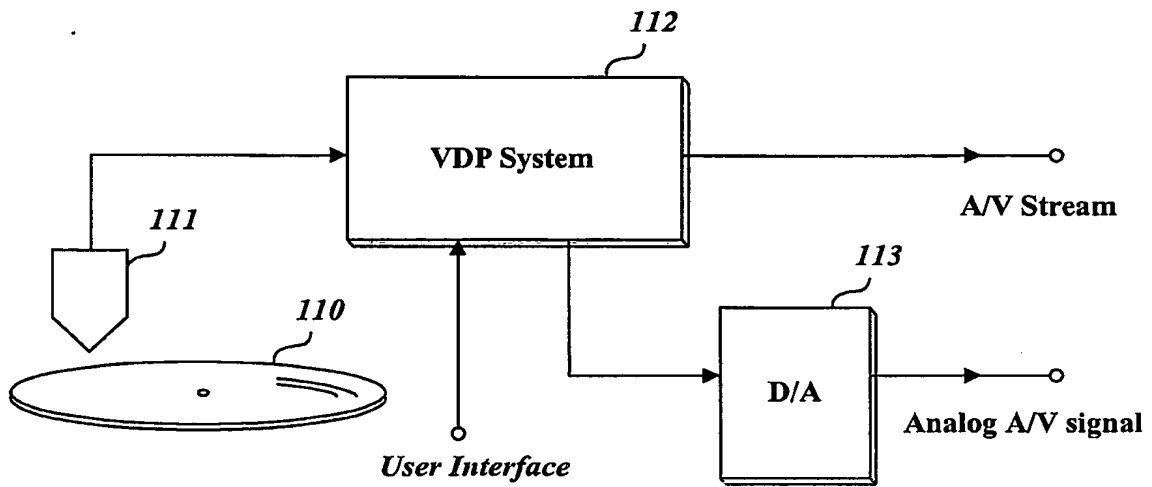 112
VDP System
A/V Stream
111
113
110
D/A
Analog A/V signal
User Interface